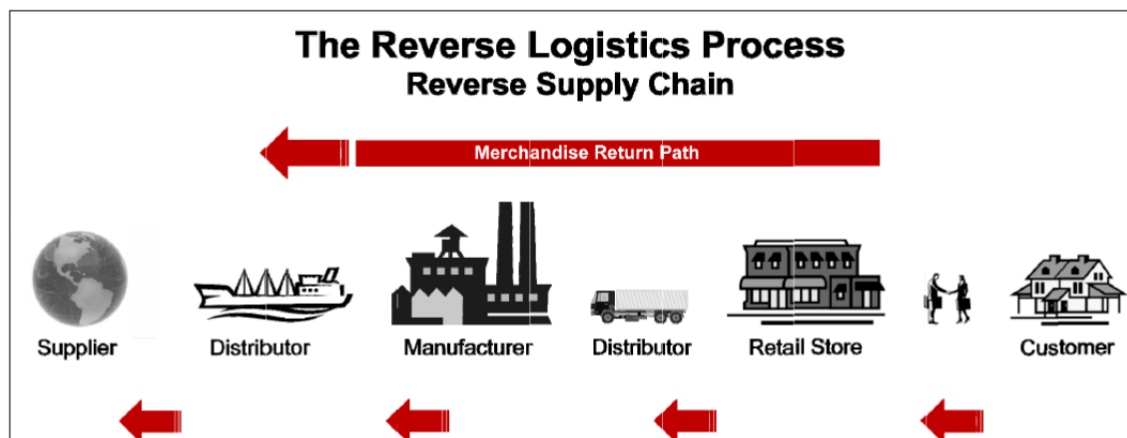 The Reverse Logistics Process
Reverse Supply Chain
Merchandise Return Path
Supplier Distributor Manufacturer Distributor Retail Store Customer